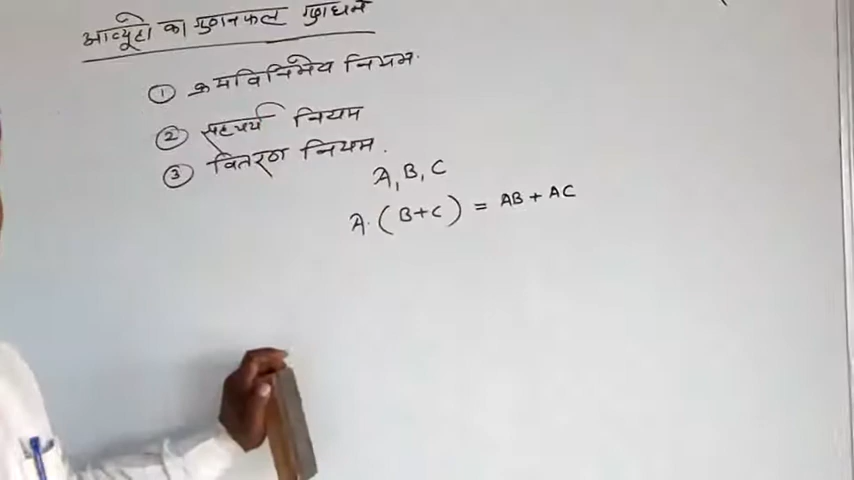 आव्यूहों का गुणनफल गुणधर्म
① क्रमविनिमेय नियम.
② सहचर्य नियम
③ वितरण नियम.
A, B, C
A.(B+C) = AB + AC